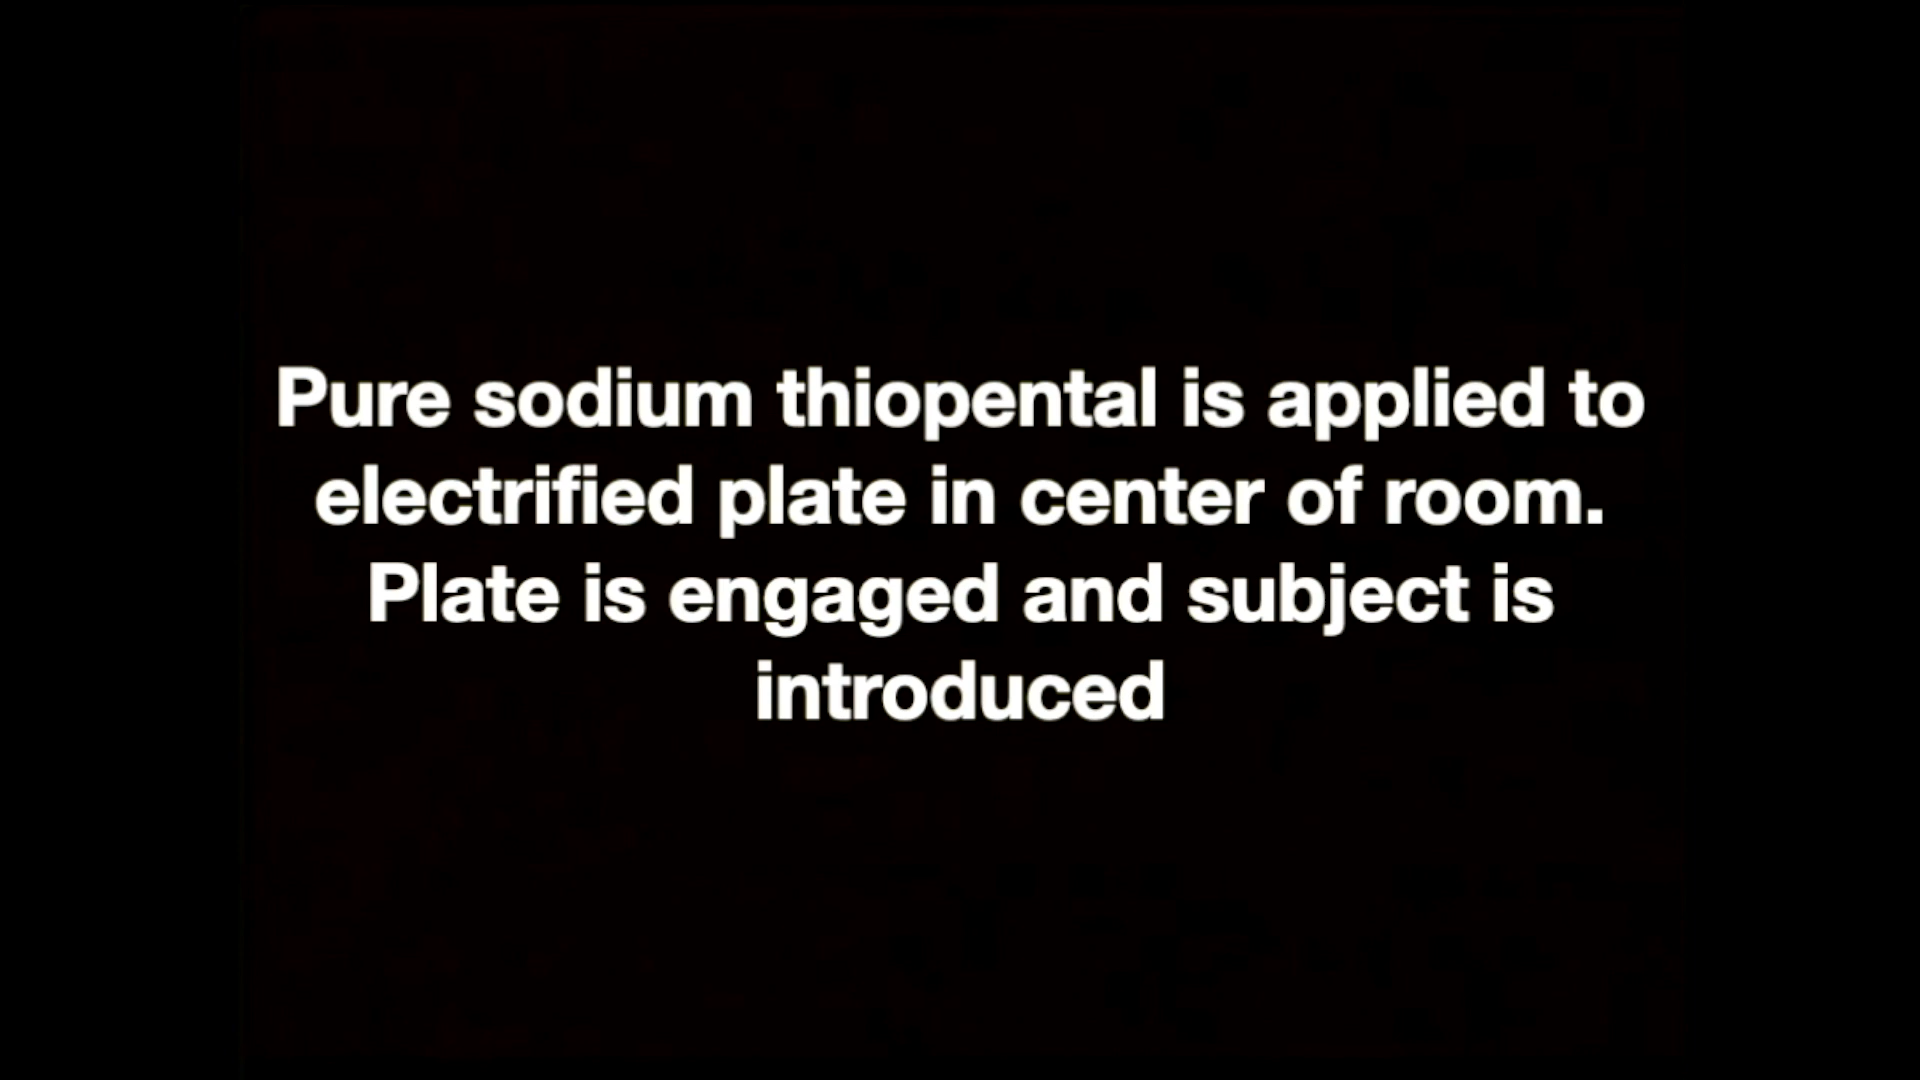 Pure sodium thiopental is applied to
electrified plate in center of room.
Plate is engaged and subject is
introduced